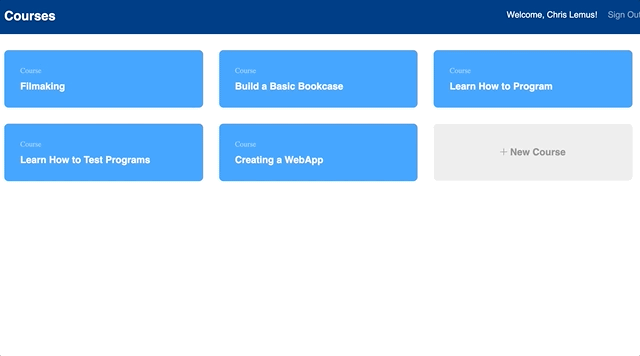 Courses
Welcome, Chris Lemus! Sign Out
Course Course Course
Filmaking Build a Basic Bookcase Learn How to Program
Course Course
Learn How to Test Programs Creating a WebApp + New Course